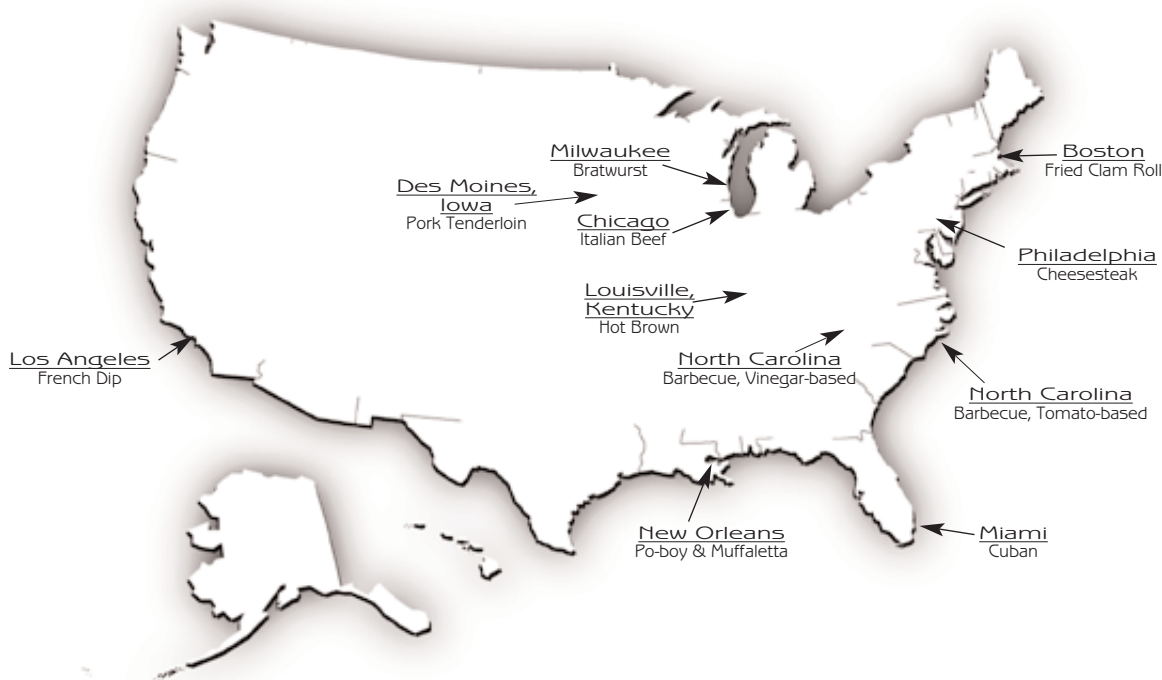 Milwaukee
Bratwurst
Boston
Fried Clam Roll
Des Moines,
Iowa
Pork Tenderloin
Chicago
Italian Beef
Philadelphia
Cheesesteak
Louisville,
Kentucky
Hot Brown
Los Angeles
French Dip
North Carolina
Barbecue, Vinegar-based
North Carolina
Barbecue, Tomato-based
New Orleans
Po-boy & Muffaletta
Miami
Cuban